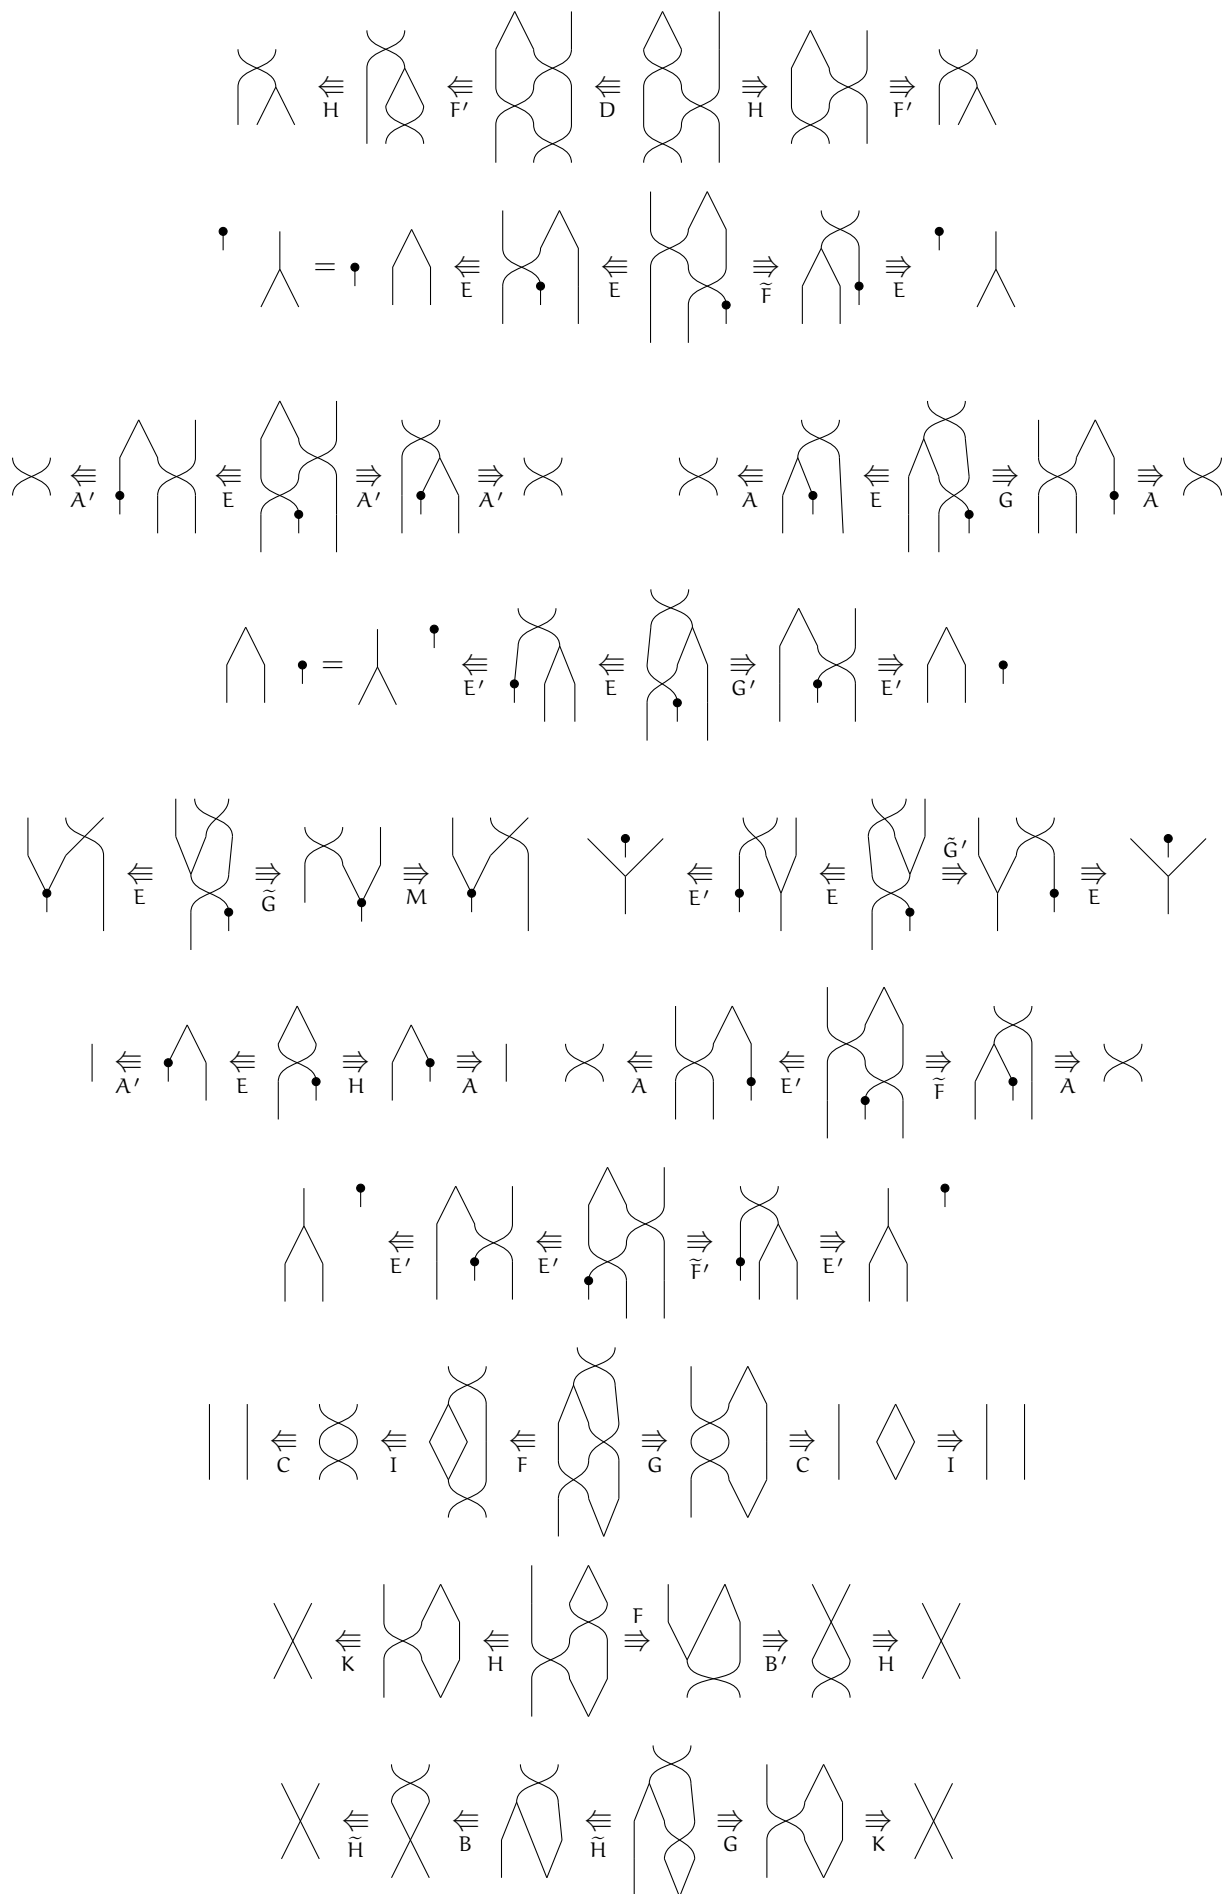 H F′ D H F′
= E E F̃ E
A′ E A′ A′ A E G A
= E′ E G′ E′
E G̃ M E′ E G̃′ E
A′ E H A A E′ F̃ A
E′ E′ F̃′ E′
C I F G C I
K H F B′ H
H̃ B H̃ G K